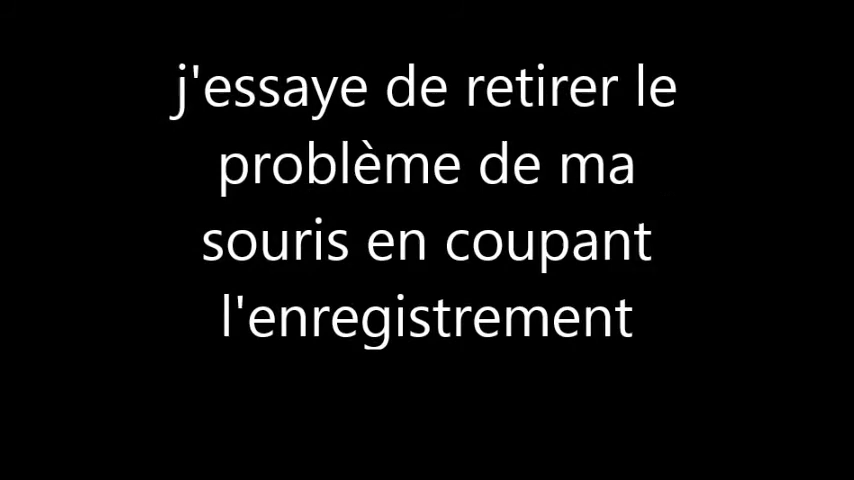 j'essaye de retirer le
problème de ma
souris en coupant
l'enregistrement